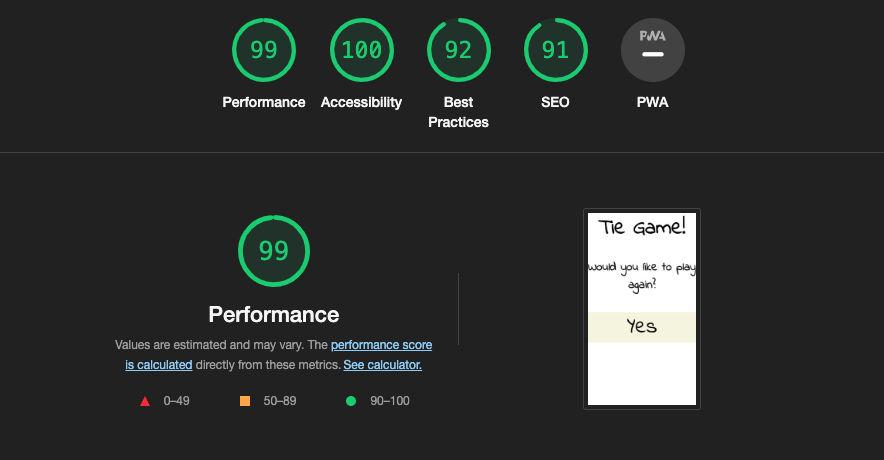 99
100
92
91
PWA
Performance
Accessibility
Best
Practices
SEO
PWA
99
Performance
Values are estimated and may vary. The performance score
is calculated directly from these metrics. See calculator.
0–49
50–89
90–100
Tie Game!
Would you like to play
again?
Yes